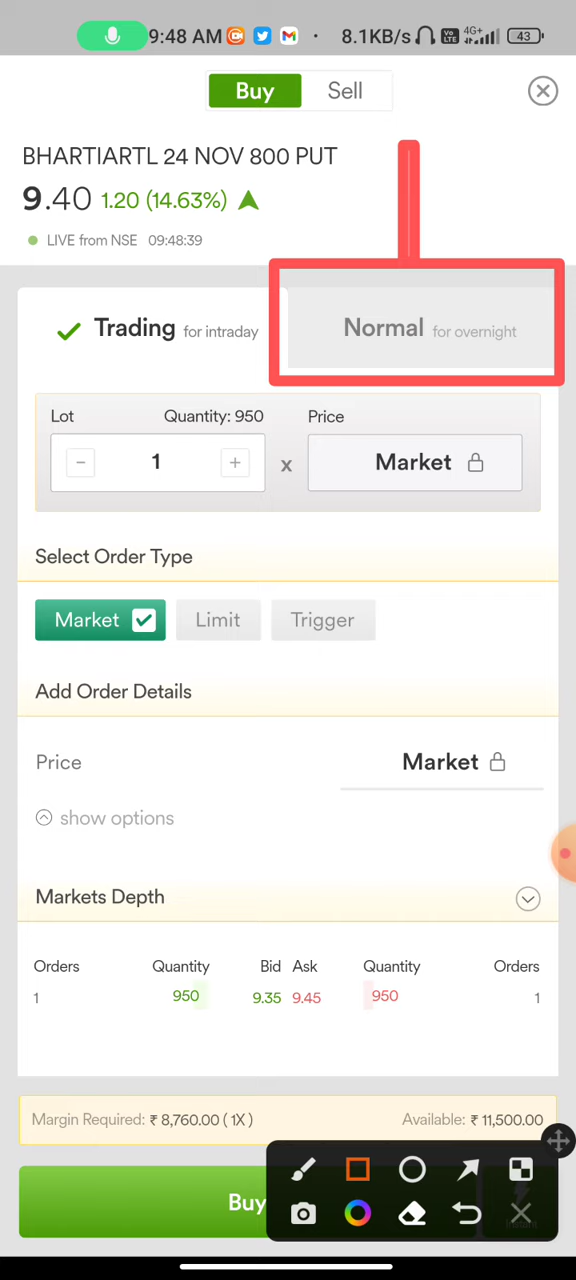 9:48 AM 8.1KB/s Vo LTE 4G+ 43
Buy Sell
BHARTIARTL 24 NOV 800 PUT
9.40 1.20 (14.63%)
LIVE from NSE 09:48:39
Trading for intraday Normal for overnight
Lot Quantity: 950 Price
− 1 + x Market
Select Order Type
Market Limit Trigger
Add Order Details
Price Market
show options
Markets Depth
Orders Quantity Bid Ask Quantity Orders
1 950 9.35 9.45 950 1
Margin Required: ₹ 8,760.00 ( 1X ) Available: ₹ 11,500.00
Buy